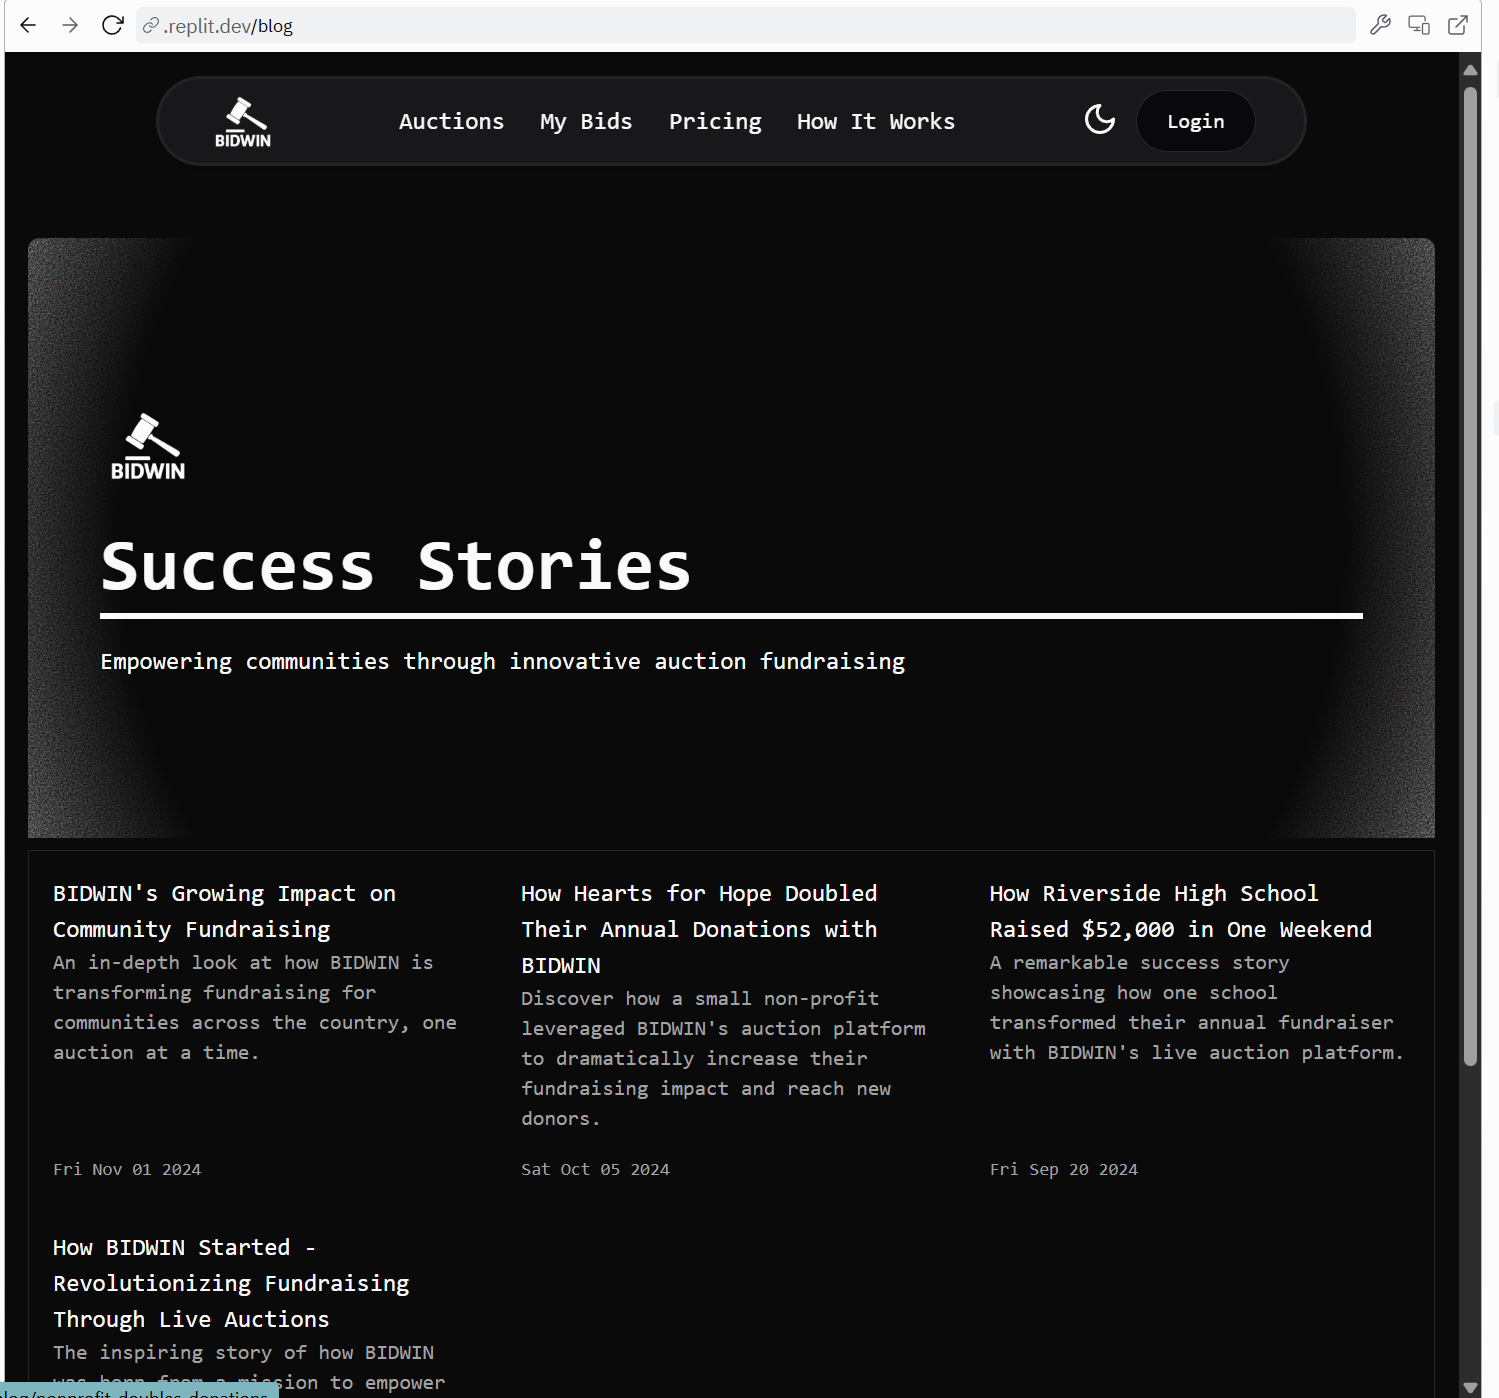 .replit.dev/blog
BIDWIN
Auctions My Bids Pricing How It Works
Login
BIDWIN
Success Stories
Empowering communities through innovative auction fundraising
BIDWIN's Growing Impact on
Community Fundraising
An in-depth look at how BIDWIN is
transforming fundraising for
communities across the country, one
auction at a time.
Fri Nov 01 2024
How Hearts for Hope Doubled
Their Annual Donations with
BIDWIN
Discover how a small non-profit
leveraged BIDWIN's auction platform
to dramatically increase their
fundraising impact and reach new
donors.
Sat Oct 05 2024
How Riverside High School
Raised $52,000 in One Weekend
A remarkable success story
showcasing how one school
transformed their annual fundraiser
with BIDWIN's live auction platform.
Fri Sep 20 2024
How BIDWIN Started -
Revolutionizing Fundraising
Through Live Auctions
The inspiring story of how BIDWIN
was born from a mission to empower
blog/nonprofit-doubles-donations